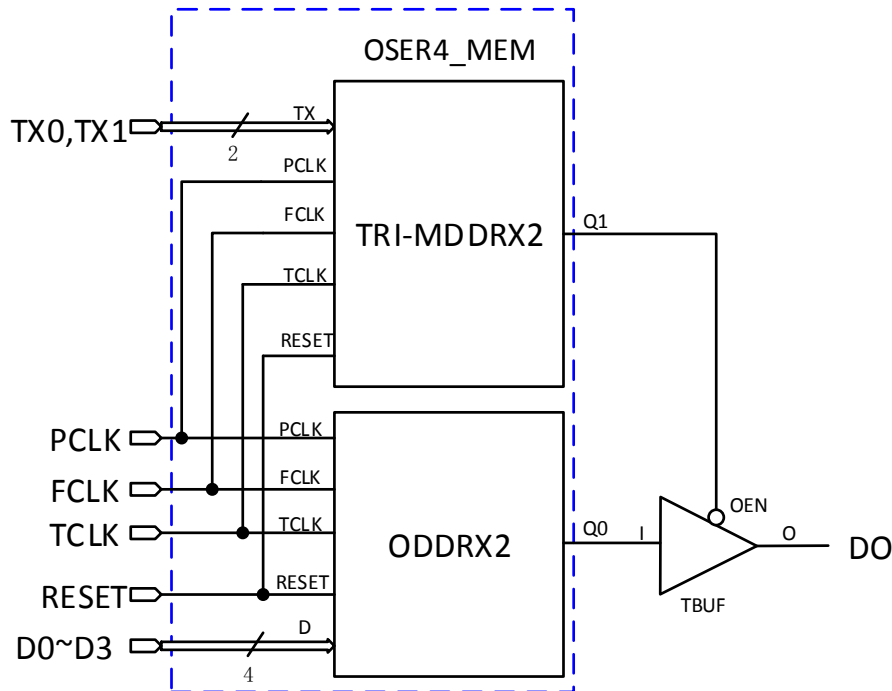 OSER4_MEM
TX0,TX1
2
TX
PCLK
FCLK
TCLK
RESET
TRI-MDDRX2
Q1
PCLK
FCLK
TCLK
RESET
D0~D3
4
PCLK
FCLK
TCLK
RESET
D
ODDRX2
Q0
I
OEN
O
TBUF
DO